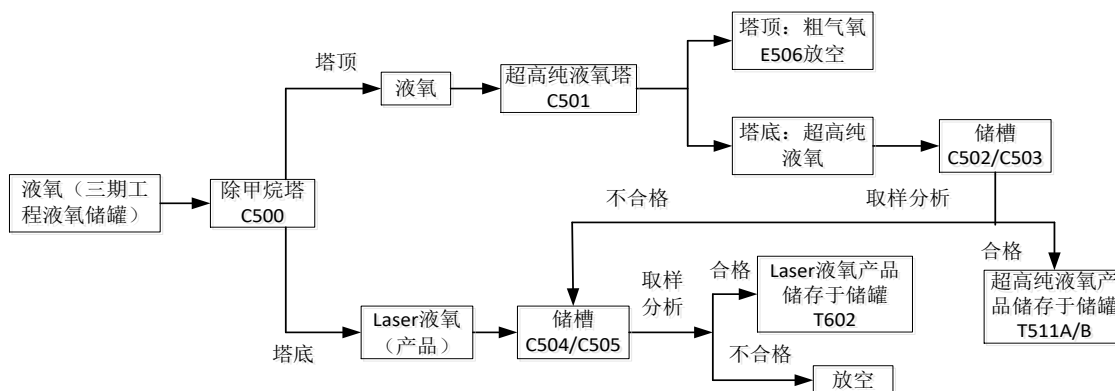 塔顶：粗气氧
E506放空
塔顶
液氧
超高纯液氧塔
C501
塔底：超高纯
液氧
储槽
C502/C503
液氧（三期工
程液氧储罐）
除甲烷塔
C500
不合格
取样分析
合格
Laser液氧产品
储存于储罐
T602
合格
取样
分析
超高纯液氧产
品储存于储罐
T511A/B
Laser液氧
（产品）
储槽
C504/C505
塔底
不合格
放空